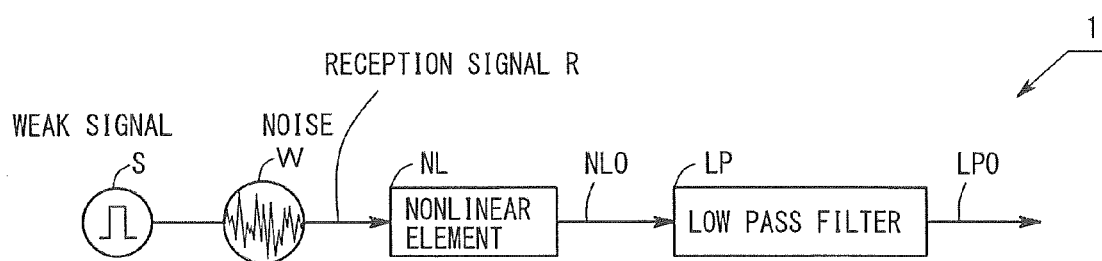 1
RECEPTION SIGNAL R
WEAK SIGNAL
S
NOISE
W
NL
NONLINEAR
ELEMENT
NLO
LP
LOW PASS FILTER
LPO